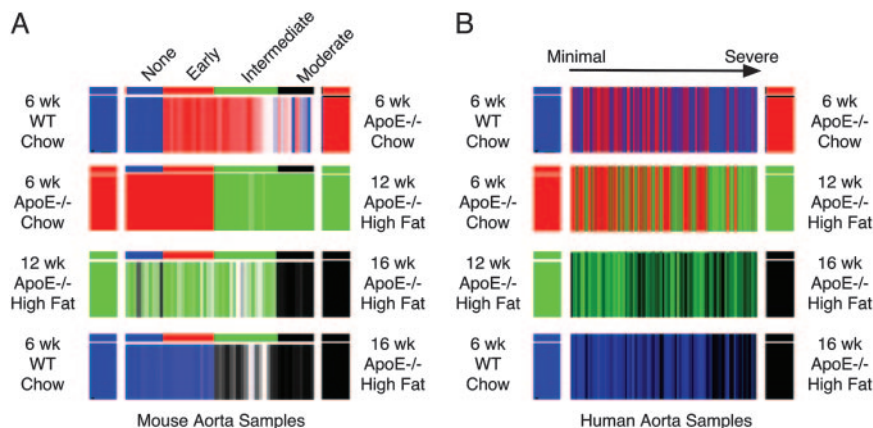 A
None
Early
Intermediate
Moderate
6 wk
WT
Chow
6 wk
ApoE-/-
Chow
6 wk
ApoE-/-
Chow
12 wk
ApoE-/-
High Fat
12 wk
ApoE-/-
High Fat
16 wk
ApoE-/-
High Fat
6 wk
WT
Chow
16 wk
ApoE-/-
High Fat
Mouse Aorta Samples
B
Minimal
Severe
6 wk
WT
Chow
6 wk
ApoE-/-
Chow
6 wk
ApoE-/-
Chow
12 wk
ApoE-/-
High Fat
12 wk
ApoE-/-
High Fat
16 wk
ApoE-/-
High Fat
6 wk
WT
Chow
16 wk
ApoE-/-
High Fat
Human Aorta Samples